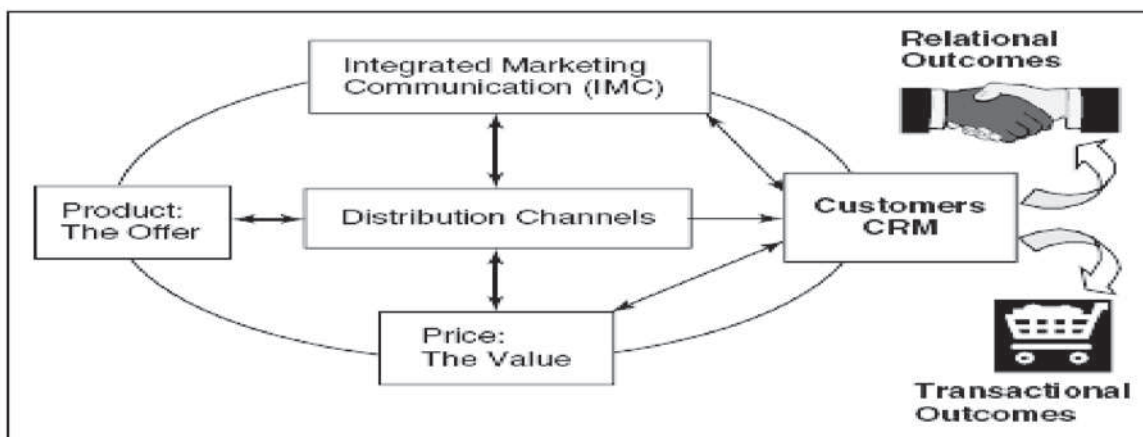 Relational
Outcomes
Integrated Marketing
Communication (IMC)
Product:
The Offer
Distribution Channels
Customers
CRM
Price:
The Value
Transactional
Outcomes